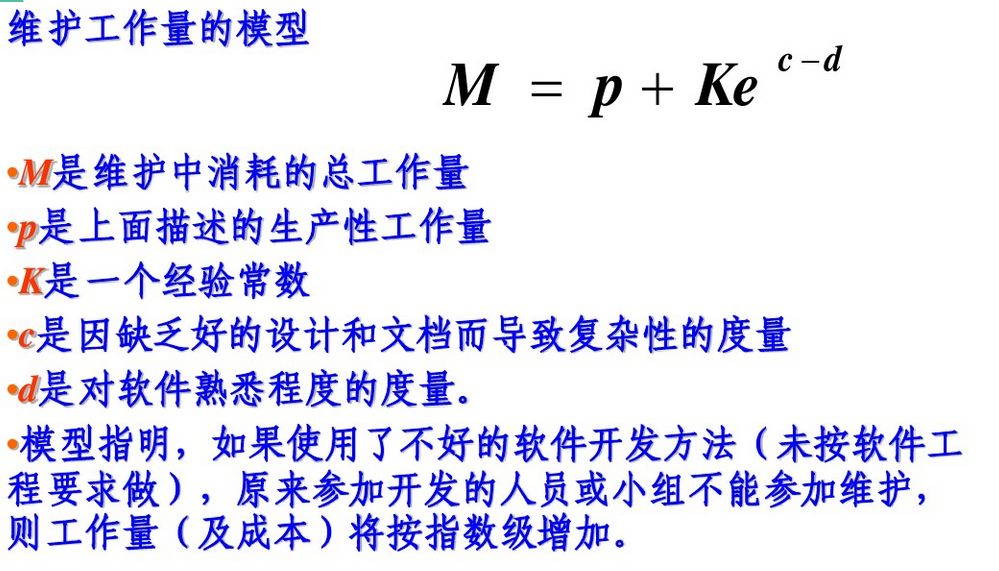 维护工作量的模型
M = p + Ke^{c-d}
•M是维护中消耗的总工作量
•p是上面描述的生产性工作量
•K是一个经验常数
•c是因缺乏好的设计和文档而导致复杂性的度量
•d是对软件熟悉程度的度量。
•模型指明，如果使用了不好的软件开发方法（未按软件工
程要求做），原来参加开发的人员或小组不能参加维护，
则工作量（及成本）将按指数级增加。